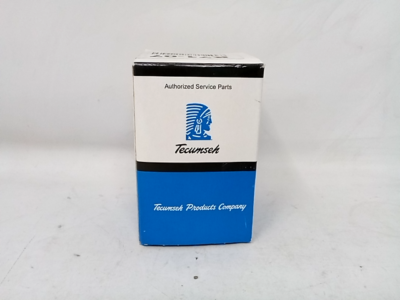 Authorized Service Parts
Tecumseh
Tecumseh Products Company